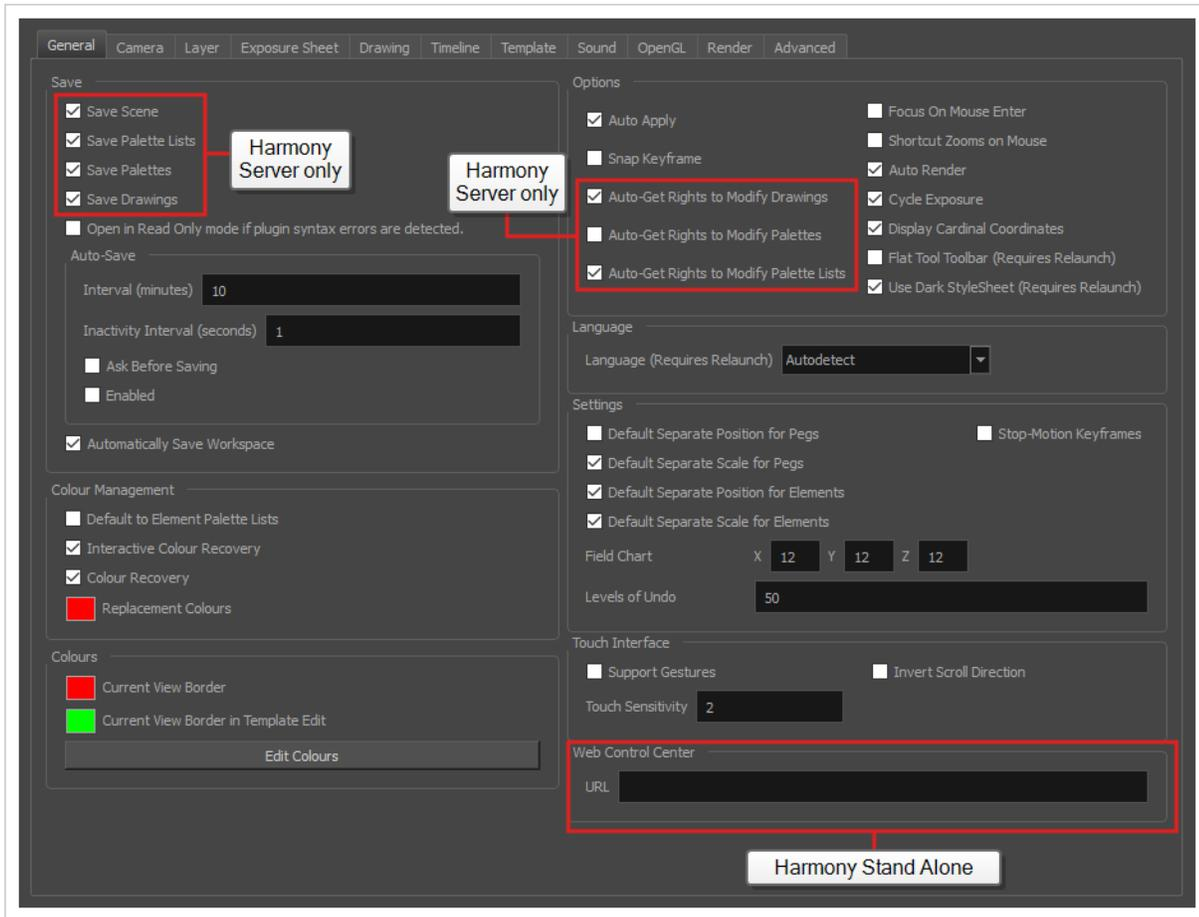 General Camera Layer Exposure Sheet Drawing Timeline Template Sound OpenGL Render Advanced
Save
Save Scene
Save Palette Lists
Save Palettes
Save Drawings
Harmony
Server only
Open in Read Only mode if plugin syntax errors are detected.
Auto-Save
Interval (minutes) 10
Inactivity Interval (seconds) 1
Ask Before Saving
Enabled
Automatically Save Workspace
Colour Management
Default to Element Palette Lists
Interactive Colour Recovery
Colour Recovery
Replacement Colours
Colours
Current View Border
Current View Border in Template Edit
Edit Colours
Options
Auto Apply
Snap Keyframe
Harmony
Server only
Auto-Get Rights to Modify Drawings
Auto-Get Rights to Modify Palettes
Auto-Get Rights to Modify Palette Lists
Focus On Mouse Enter
Shortcut Zooms on Mouse
Auto Render
Cycle Exposure
Display Cardinal Coordinates
Flat Tool Toolbar (Requires Relaunch)
Use Dark StyleSheet (Requires Relaunch)
Language
Language (Requires Relaunch) Autodetect
Settings
Default Separate Position for Pegs Stop-Motion Keyframes
Default Separate Scale for Pegs
Default Separate Position for Elements
Default Separate Scale for Elements
Field Chart X 12 Y 12 Z 12
Levels of Undo 50
Touch Interface
Support Gestures Invert Scroll Direction
Touch Sensitivity 2
Web Control Center
URL
Harmony Stand Alone